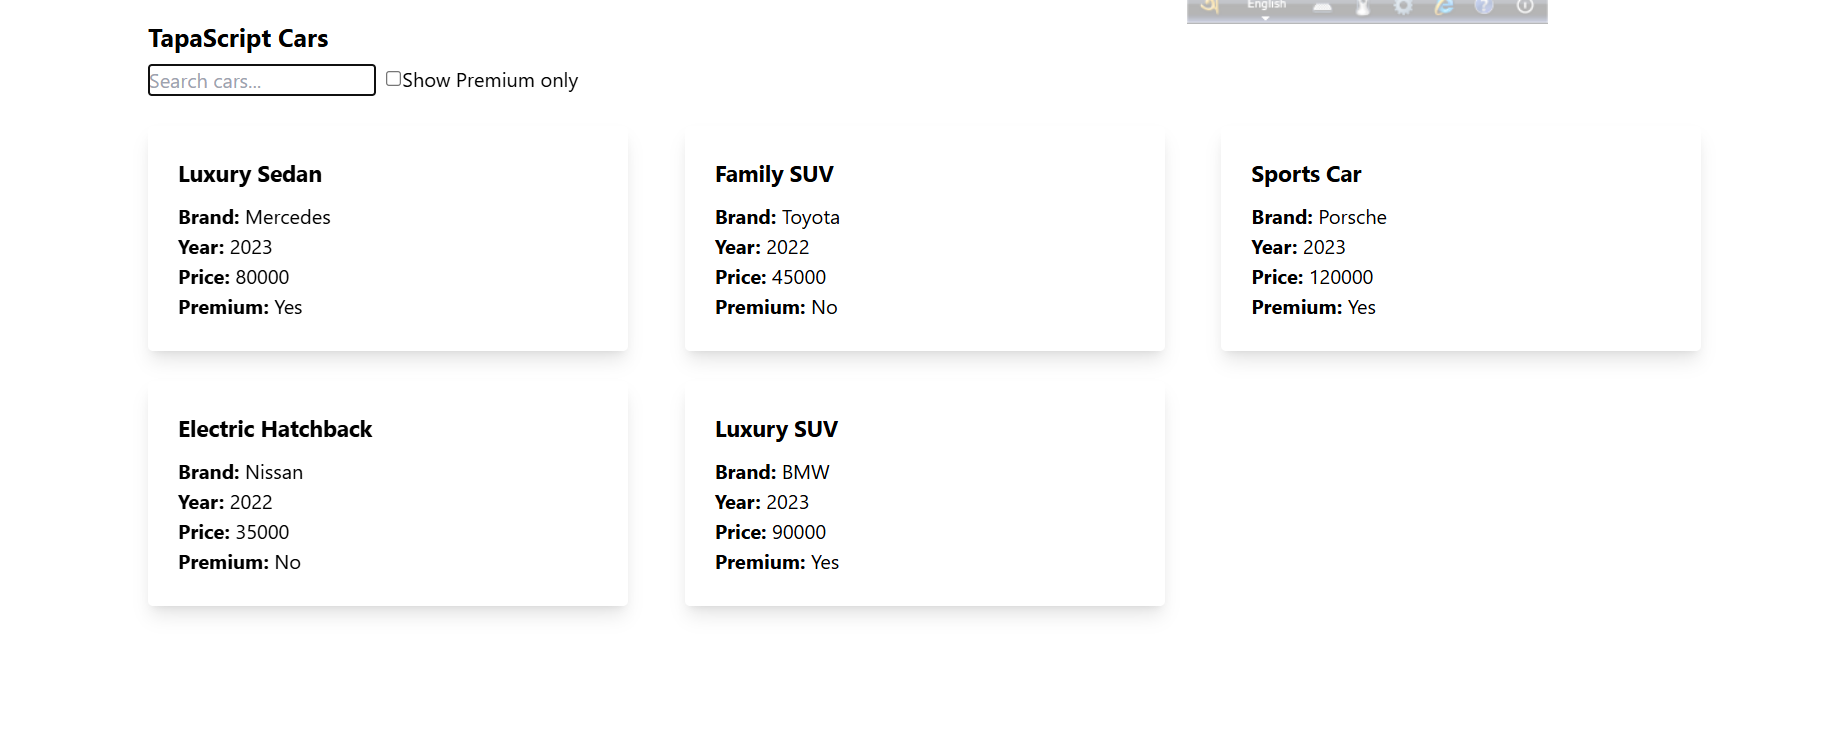 অ English
TapaScript Cars
Search cars...
Show Premium only
Luxury Sedan
Brand: Mercedes
Year: 2023
Price: 80000
Premium: Yes
Family SUV
Brand: Toyota
Year: 2022
Price: 45000
Premium: No
Sports Car
Brand: Porsche
Year: 2023
Price: 120000
Premium: Yes
Electric Hatchback
Brand: Nissan
Year: 2022
Price: 35000
Premium: No
Luxury SUV
Brand: BMW
Year: 2023
Price: 90000
Premium: Yes